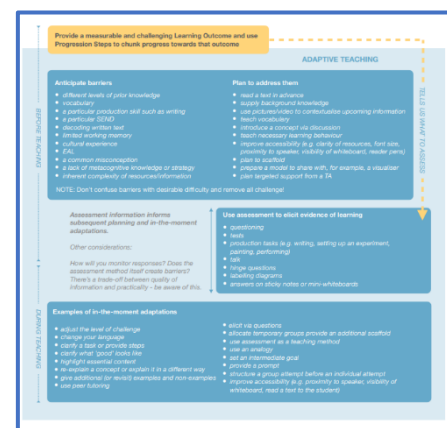 Provide a measurable and challenging Learning Outcome and use
Progression Steps to chunk progress towards that outcome
ADAPTIVE TEACHING
BEFORE TEACHING
Anticipate barriers
• different levels of prior knowledge
• vocabulary
• a particular production skill such as writing
• a particular SEND
• decoding written text
• limited working memory
• cultural experience
• EAL
• a common misconception
• a lack of metacognitive knowledge or strategy
• inherent complexity of resources/information
Plan to address them
• read a text in advance
• supply background knowledge
• use pictures/video to contextualise upcoming information
• teach vocabulary
• introduce a concept via discussion
• teach necessary learning behaviour
• improve accessibility (e.g. clarity of resources, font size,
proximity to speaker, visibility of whiteboard, reader pens)
• plan to scaffold
• prepare a model to share with, for example, a visualiser
• plan targeted support from a TA
NOTE: Don't confuse barriers with desirable difficulty and remove all challenge!
TELLS US WHAT TO ASSESS
Assessment information informs
subsequent planning and in-the-moment
adaptations.
Other considerations:
How will you monitor responses? Does the
assessment method itself create barriers?
There's a trade-off between quality of
information and practicality - be aware of this.
Use assessment to elicit evidence of learning
• questioning
• tests
• production tasks (e.g. writing, setting up an experiment,
painting, performing)
• talk
• hinge questions
• labelling diagrams
• answers on sticky notes or mini-whiteboards
DURING TEACHING
Examples of in-the-moment adaptations
• adjust the level of challenge
• change your language
• clarify a task or provide steps
• clarify what 'good' looks like
• highlight essential content
• re-explain a concept or explain it in a different way
• give additional (or revisit) examples and non-examples
• use peer tutoring
• elicit via questions
• allocate temporary groups provide an additional scaffold
• use assessment as a teaching method
• use an analogy
• set an intermediate goal
• provide a prompt
• structure a group attempt before an individual attempt
• improve accessibility (e.g. proximity to speaker, visibility of
whiteboard, read a text to the student)